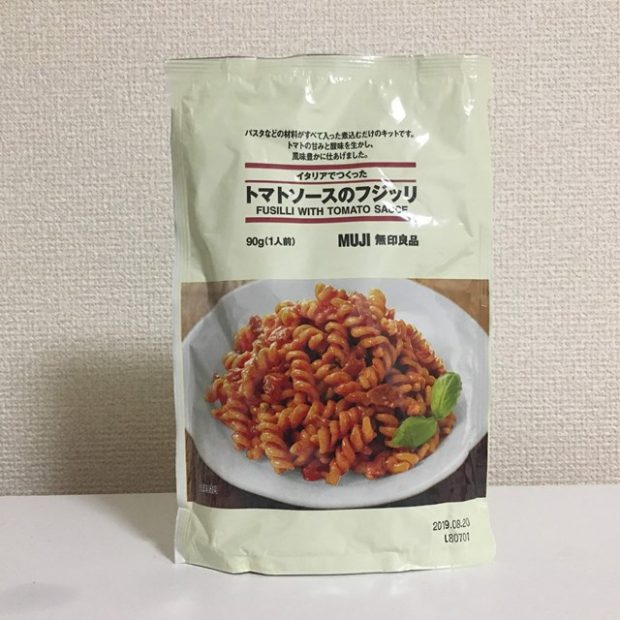 パスタなどの材料がすべて入った煮込むだけのキットです。
トマトの甘みと酸味を生かし、
風味豊かに仕あげました。
イタリアでつくった
トマトソースのフジッリ
FUSILLI WITH TOMATO SAUCE
90g(1人前)
MUJI 無印良品
2019.08.20
L80701